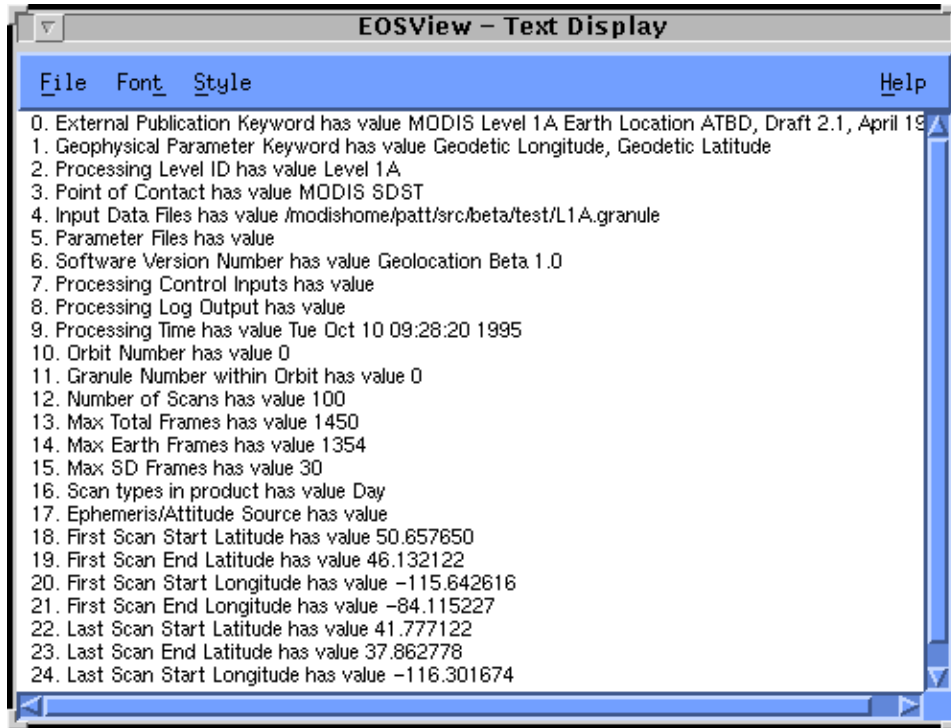 EOSView – Text Display
File Font Style Help
0. External Publication Keyword has value MODIS Level 1A Earth Location ATBD, Draft 2.1, April 19
1. Geophysical Parameter Keyword has value Geodetic Longitude, Geodetic Latitude
2. Processing Level ID has value Level 1A
3. Point of Contact has value MODIS SDST
4. Input Data Files has value /modishome/patt/src/beta/test/L1A.granule
5. Parameter Files has value
6. Software Version Number has value Geolocation Beta 1.0
7. Processing Control Inputs has value
8. Processing Log Output has value
9. Processing Time has value Tue Oct 10 09:28:20 1995
10. Orbit Number has value 0
11. Granule Number within Orbit has value 0
12. Number of Scans has value 100
13. Max Total Frames has value 1450
14. Max Earth Frames has value 1354
15. Max SD Frames has value 30
16. Scan types in product has value Day
17. Ephemeris/Attitude Source has value
18. First Scan Start Latitude has value 50.657650
19. First Scan End Latitude has value 46.132122
20. First Scan Start Longitude has value −115.642616
21. First Scan End Longitude has value −84.115227
22. Last Scan Start Latitude has value 41.777122
23. Last Scan End Latitude has value 37.862778
24. Last Scan Start Longitude has value −116.301674